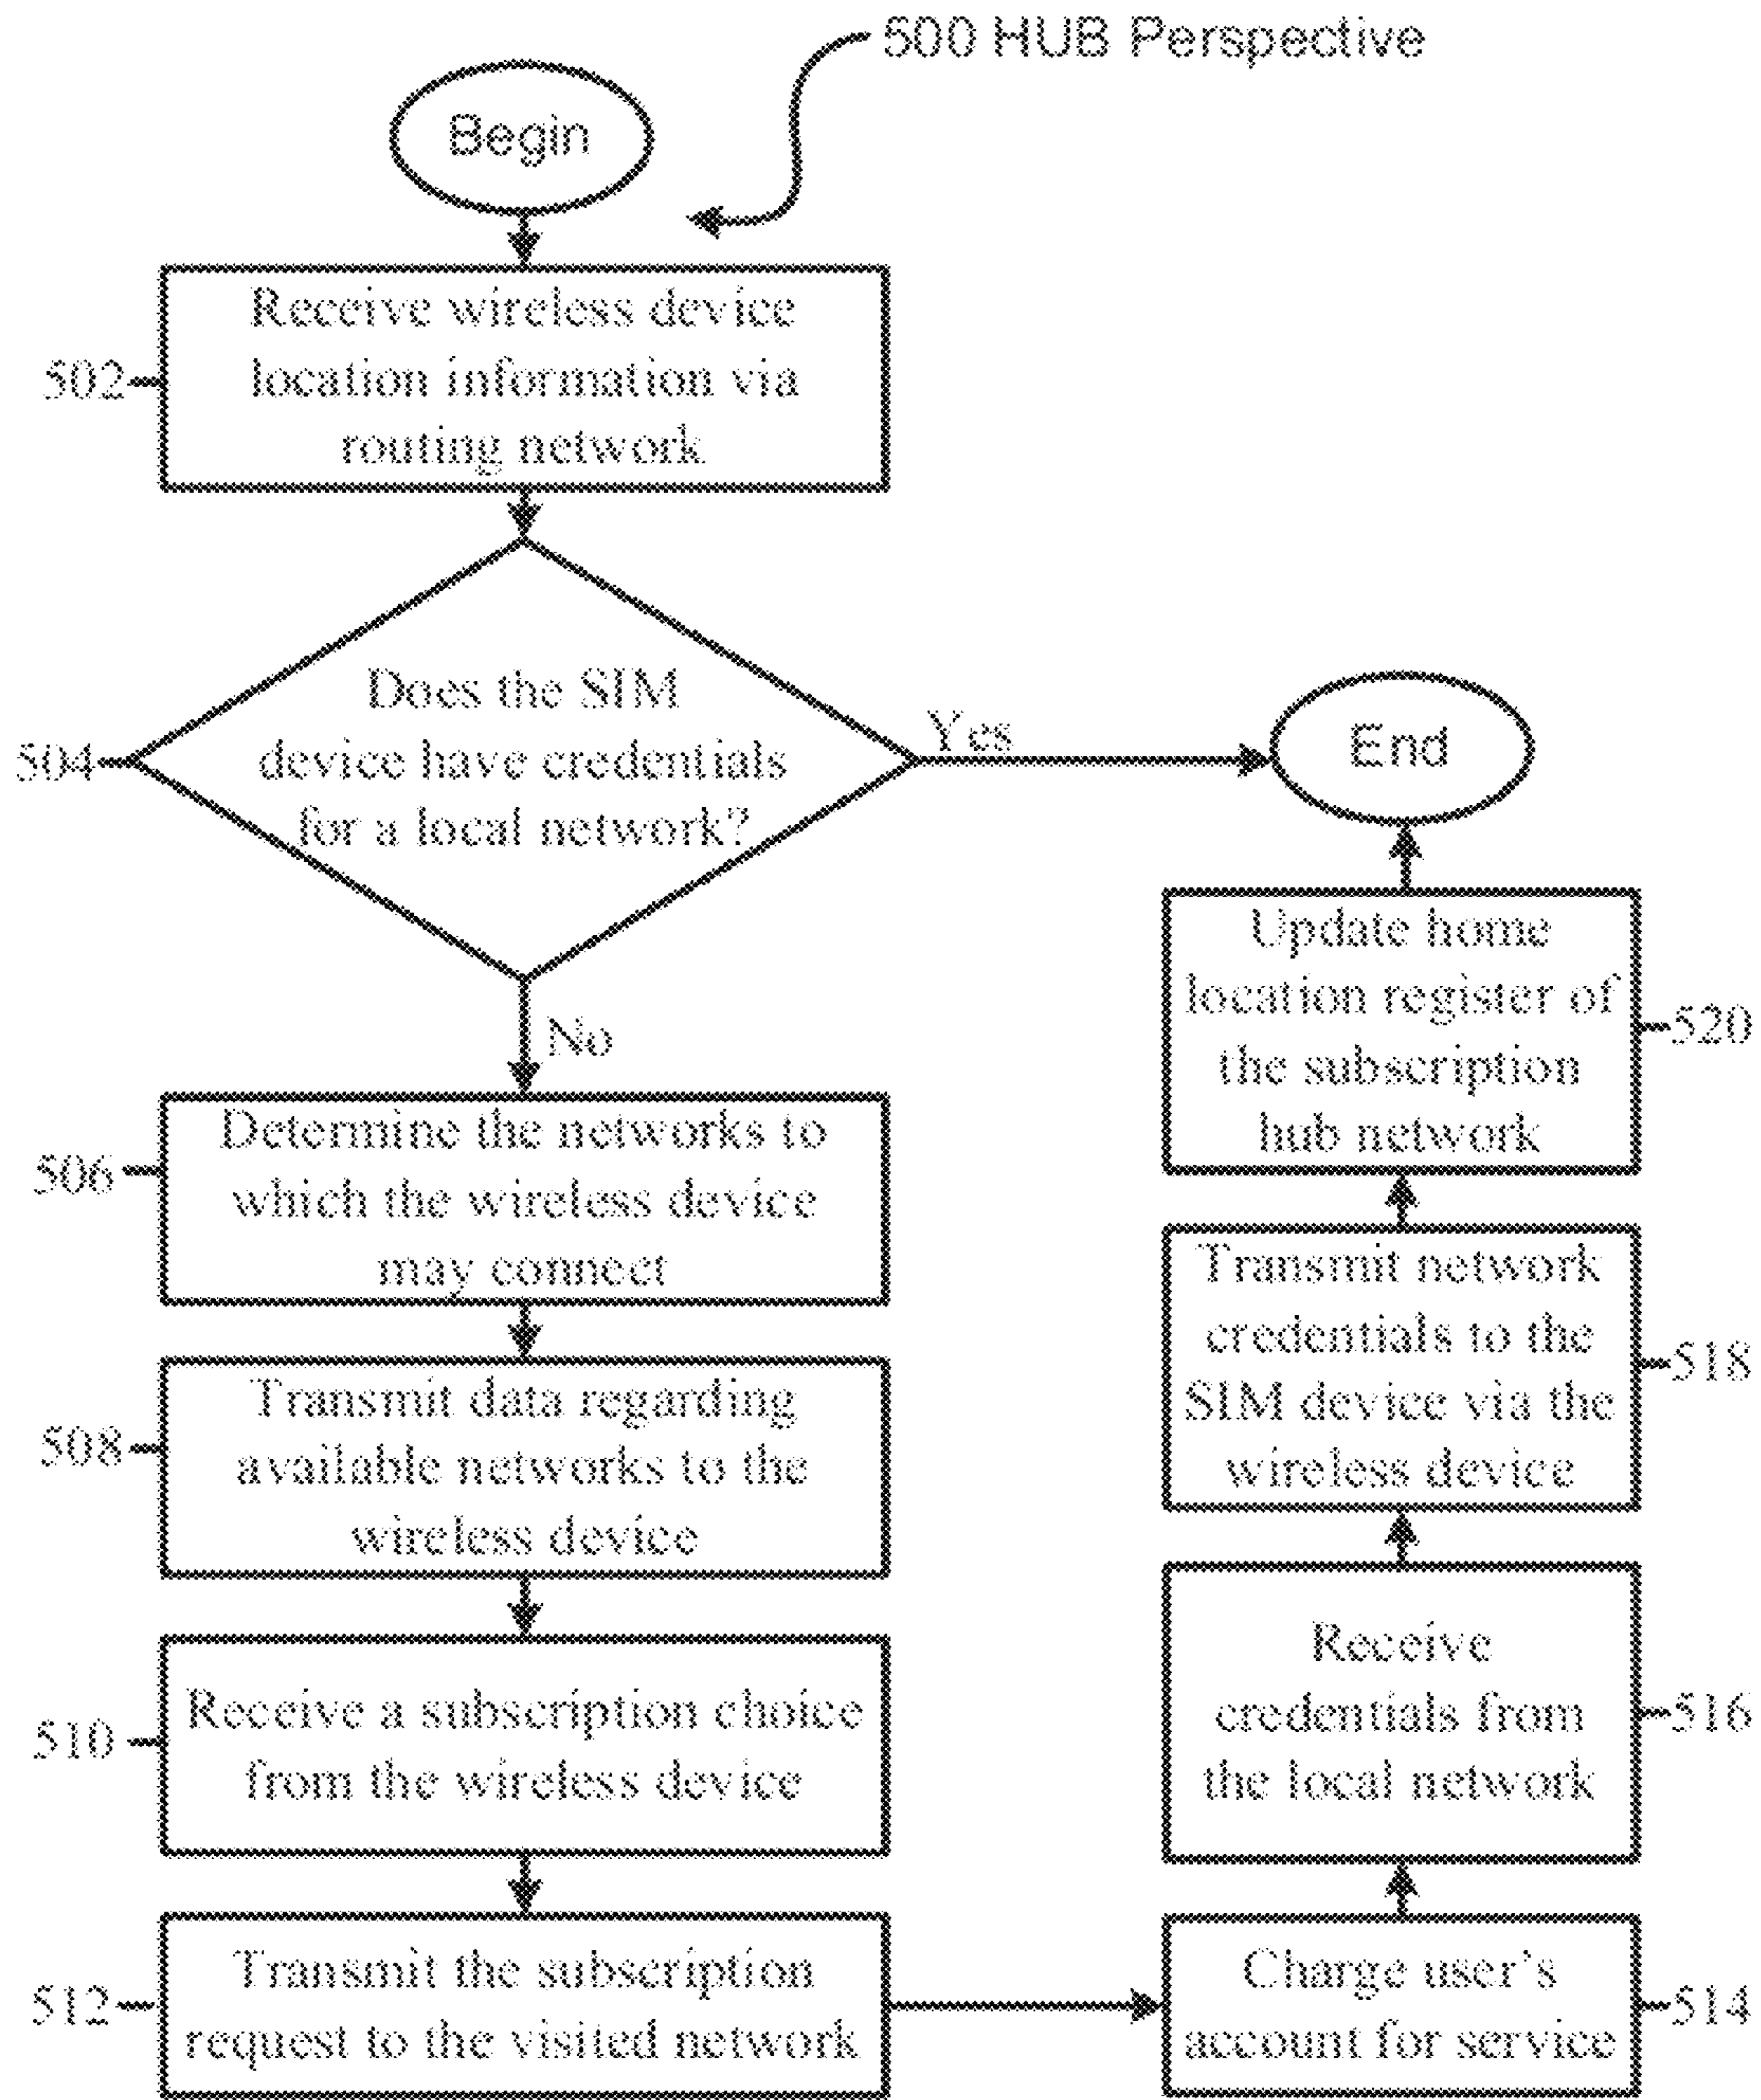 500 HUB Perspective
Begin
502
Receive wireless device
location information via
routing network
504
Does the SIM
device have credentials
for a local network?
Yes
End
No
506
Determine the networks to
which the wireless device
may connect
508
Transmit data regarding
available networks to the
wireless device
510
Receive a subscription choice
from the wireless device
512
Transmit the subscription
request to the visited network
Charge user's
account for service
514
Receive
credentials from
the local network
516
Transmit network
credentials to the
SIM device via the
wireless device
518
Update home
location register of
the subscription
hub network
520